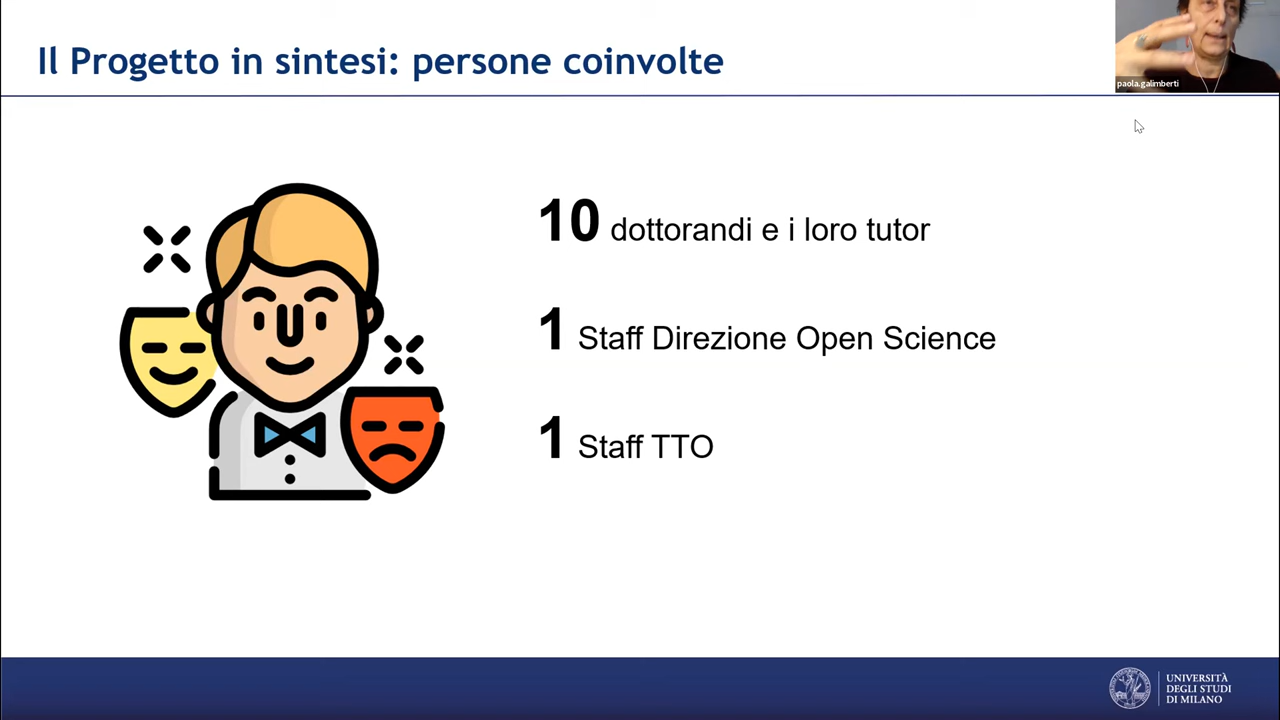 Il Progetto in sintesi: persone coinvolte
paola.galimberti
10 dottorandi e i loro tutor
1 Staff Direzione Open Science
1 Staff TTO
UNIVERSITÀ
DEGLI STUDI
DI MILANO